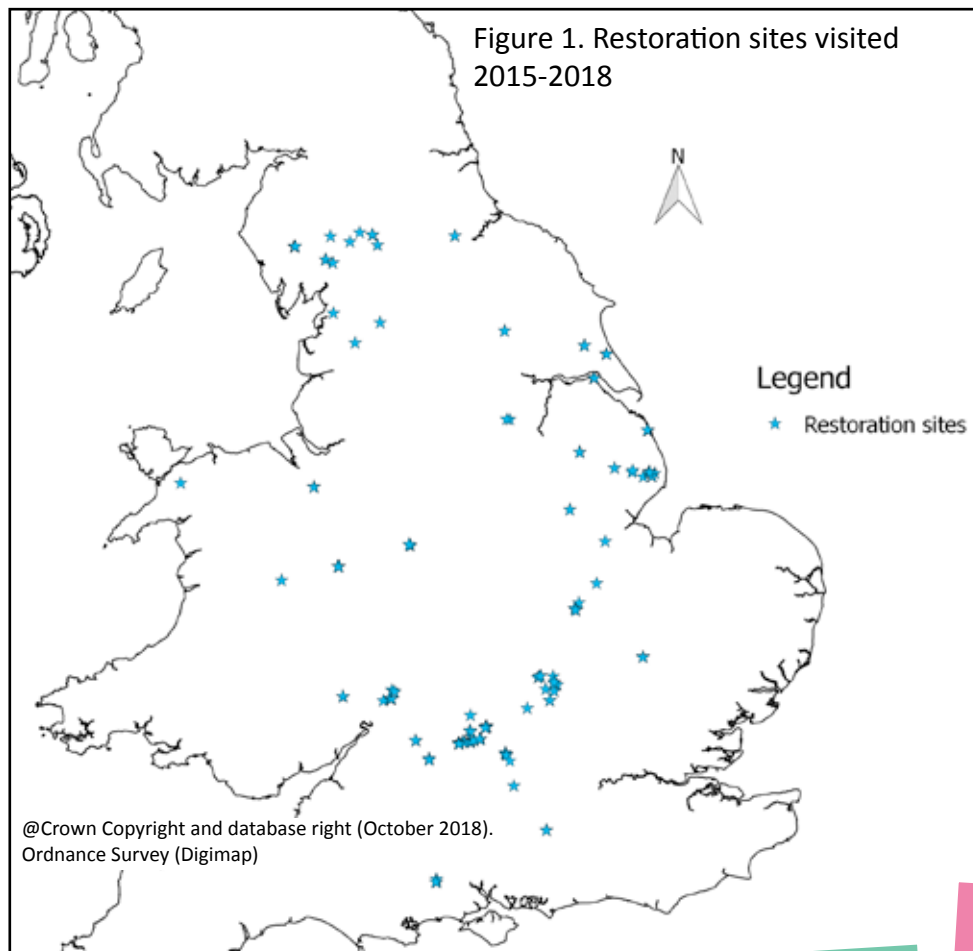 Figure 1. Restoration sites visited
2015-2018
N
Legend
Restoration sites
@Crown Copyright and database right (October 2018).
Ordnance Survey (Digimap)